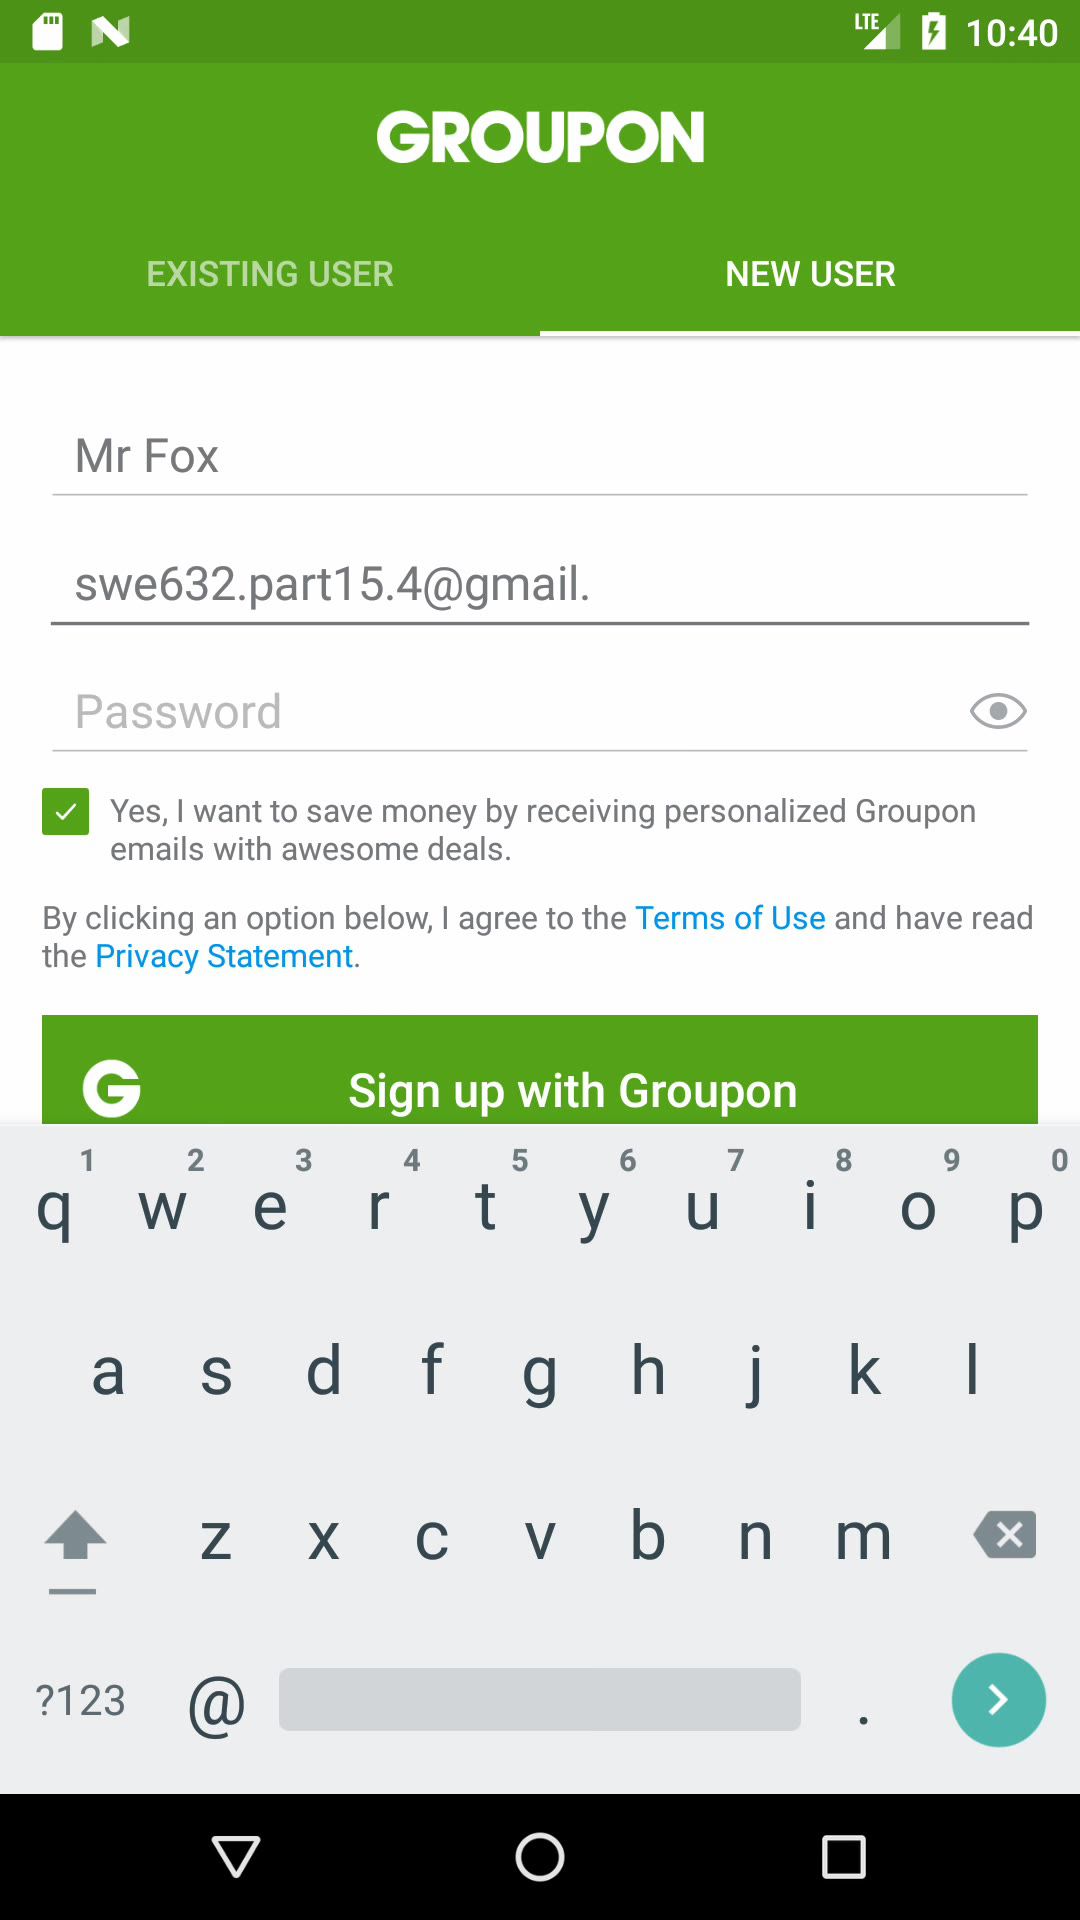 LTE 10:40
GROUPON
EXISTING USER NEW USER
Mr Fox
swe632.part15.4@gmail.
Password
Yes, I want to save money by receiving personalized Groupon
emails with awesome deals.
By clicking an option below, I agree to the Terms of Use and have read
the Privacy Statement.
G Sign up with Groupon
1 2 3 4 5 6 7 8 9 0
q w e r t y u i o p
a s d f g h j k l
z x c v b n m
?123 @ .